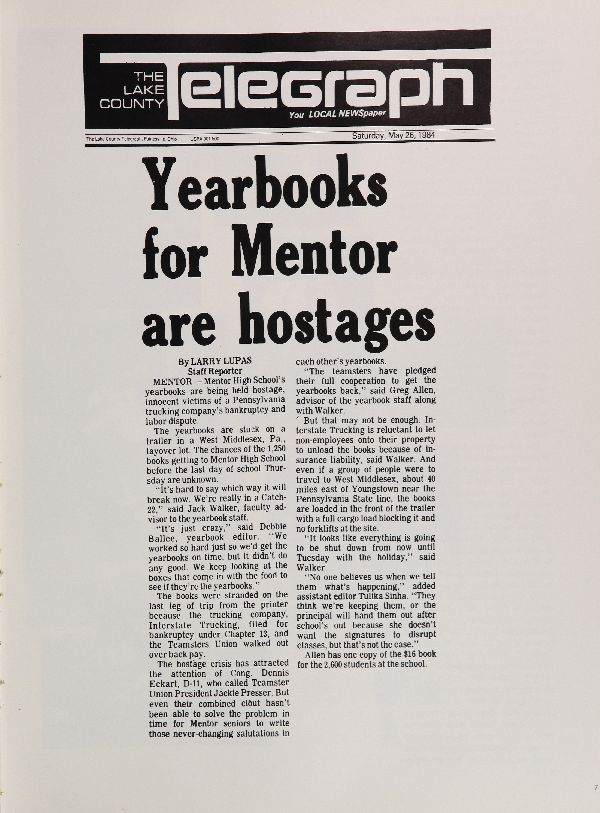 THE
LAKE
COUNTY
Telegraph
You LOCAL NEWSpaper
Saturday, May 26, 1984
Yearbooks
for Mentor
are hostages
By LARRY LUPAS
Staff Reporter
MENTOR — Mentor High School's
yearbooks are being held hostage,
innocent victims of a Pennsylvania
trucking company's bankruptcy and
labor dispute.
The yearbooks are stuck on a
trailer in a West Middlesex, Pa.,
layover lot. The chances of the 1,250
books getting to Mentor High School
before the last day of school Thur-
sday are unknown.
"It's hard to say which way it will
break now. We're really in a Catch-
22," said Jack Walker, faculty ad-
visor to the yearbook staff.
"It's just crazy," said Debbie
Ballee, yearbook editor. "We
worked so hard just so we'd get the
yearbooks on time, but it didn't do
any good. We keep looking at the
boxes that come in with the food to
see if they're the yearbooks."
The books were stranded on the
last leg of trip from the printer
because the trucking company,
Interstate Trucking, filed for
bankruptcy under Chapter 13, and
the Teamsters Union walked out
over back pay.
The hostage crisis has attracted
the attention of Cong. Dennis
Eckart, D-11, who called Teamster
Union President Jackie Presser. But
even their combined clout hasn't
been able to solve the problem in
time for Mentor seniors to write
those never-changing salutations in
each other's yearbooks.
"The teamsters have pledged
their full cooperation to get the
yearbooks back," said Greg Allen,
advisor of the yearbook staff along
with Walker.
But that may not be enough. In-
terstate Trucking is reluctant to let
non-employees onto their property
to unload the books because of in-
surance liability, said Walker. And
even if a group of people were to
travel to West Middlesex, about 40
miles east of Youngstown near the
Pennsylvania State line, the books
are loaded in the front of the trailer
with a full cargo load blocking it and
no forklifts at the site.
"It looks like everything is going
to be shut down from now until
Tuesday with the holiday," said
Walker.
"No one believes us when we tell
them what's happening," added
assistant editor Tulika Sinha. "They
think we're keeping them, or the
principal will hand them out after
school's out because she doesn't
want the signatures to disrupt
classes, but that's not the case."
Allen has one copy of the $16 book
for the 2,600 students at the school.
7